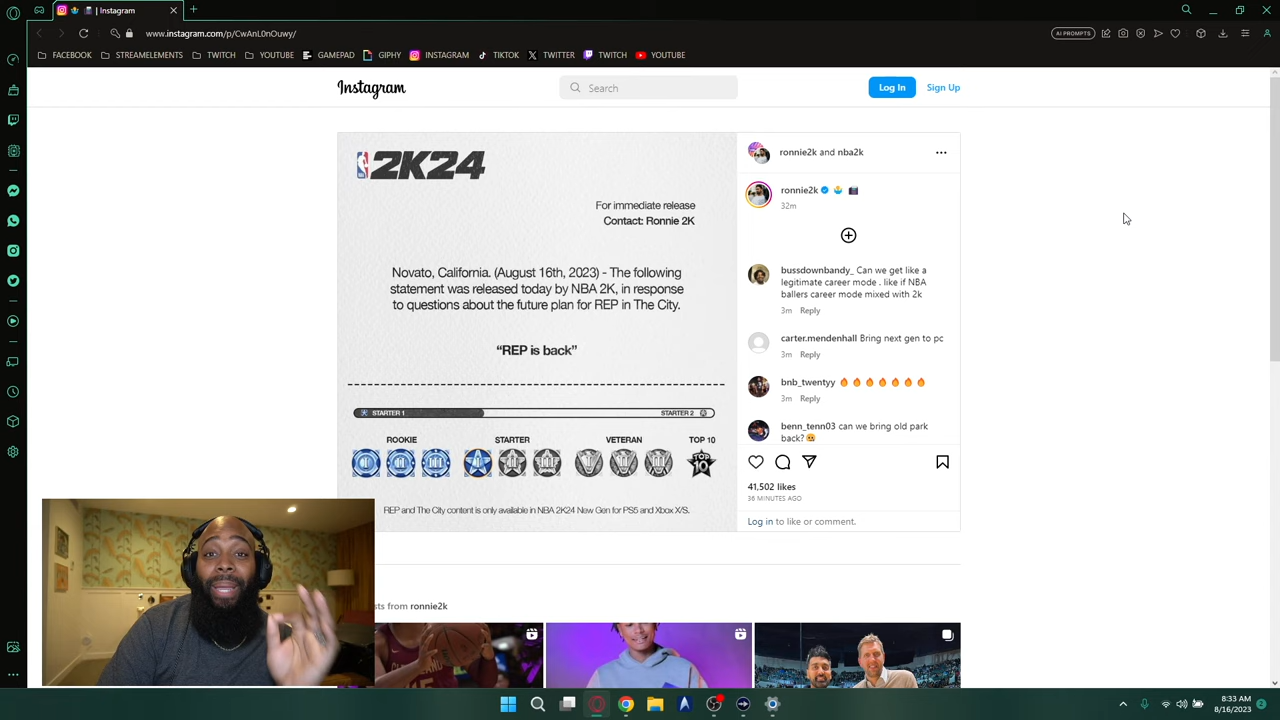 Instagram
www.instagram.com/p/CwAnL0nOuwy/
AI PROMPTS
FACEBOOK
STREAMELEMENTS
TWITCH
YOUTUBE
GAMEPAD
GIPHY
INSTAGRAM
TIKTOK
TWITTER
TWITCH
YOUTUBE
Instagram
Search
Log In
Sign Up
2K24
For immediate release
Contact: Ronnie 2K
Novato, California. (August 16th, 2023) - The following
statement was released today by NBA 2K, in response
to questions about the future plan for REP in The City.
“REP is back”
STARTER 1
STARTER 2
ROOKIE
STARTER
VETERAN
TOP 10
TOP
10
REP and The City content is only available in NBA 2K24 New Gen for PS5 and Xbox X/S.
ronnie2k and nba2k
ronnie2k
32m
bussdownbandy_ Can we get like a
legitimate career mode . like if NBA
ballers career mode mixed with 2k
3m Reply
carter.mendenhall Bring next gen to pc
3m Reply
bnb_twentyy 🔥 🔥 🔥 🔥 🔥 🔥 🔥
3m Reply
benn_tenn03 can we bring old park
back?
41,502 likes
36 MINUTES AGO
Log in to like or comment.
sts from ronnie2k
8:33 AM
8/16/2023